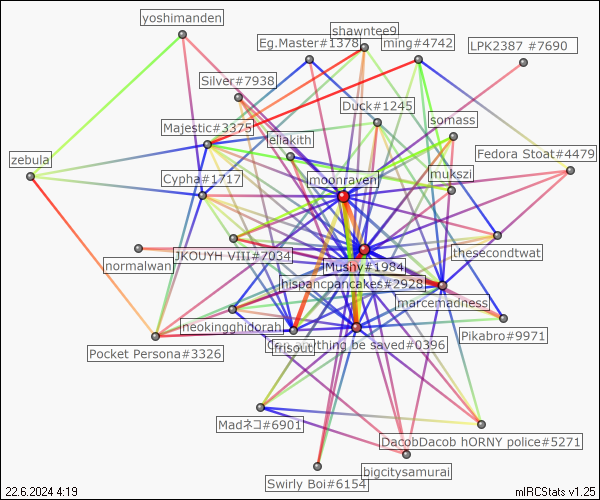 yoshimanden
shawntee9
Eg.Master#1378
ming#4742
LPK2387 #7690
Silver#7938
Duck#1245
somass
Majestic#3375
eliakith
Fedora Stoat#4479
zebula
Cypha#1717
moonraven
mukszi
JKOUYH VIII#7034
thesecondtwat
normalwan
Mushy#1984
hispancpancakes#2928
marcemadness
neokingghidorah
Pikabro#9971
Pocket Persona#3326
frisout
thing be saved#0396
Madネコ#6901
DacobDacob hORNY police#5271
bigcitysamurai
Swirly Boi#6154
22.6.2024 4:19
mIRCStats v1.25